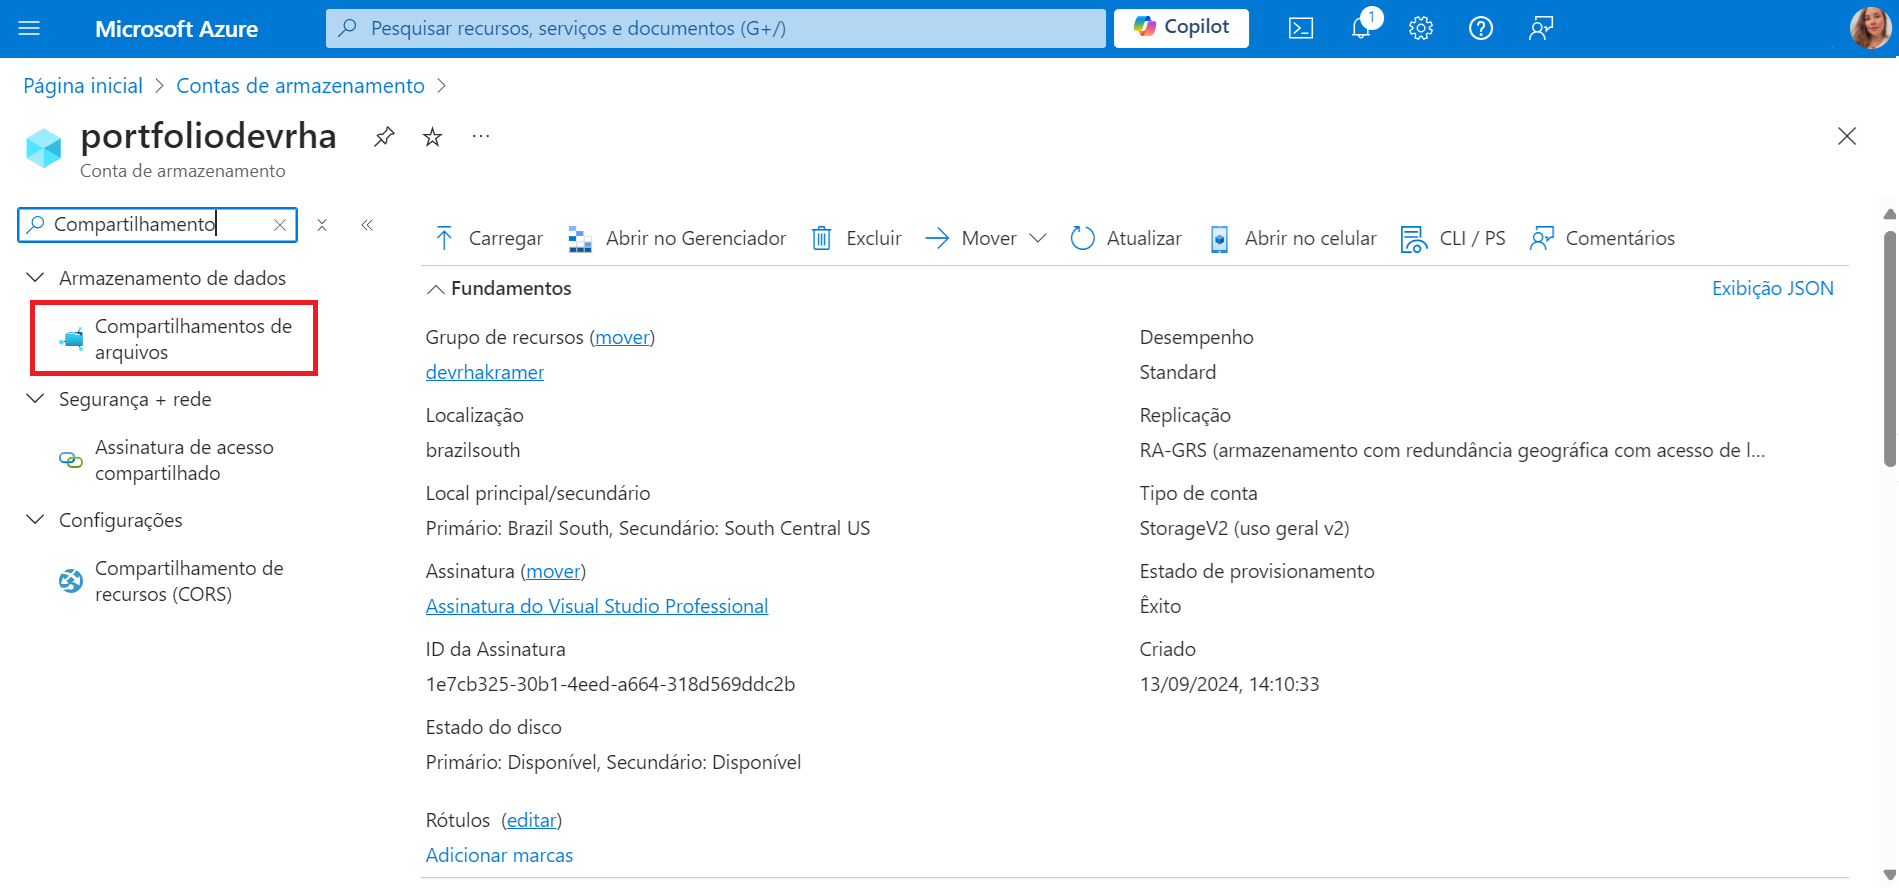 Microsoft Azure
Pesquisar recursos, serviços e documentos (G+/)
Copilot
1
Página inicial > Contas de armazenamento >
portfoliodevrha
...
Conta de armazenamento
Compartilhamento
Armazenamento de dados
Compartilhamentos de
arquivos
Segurança + rede
Assinatura de acesso
compartilhado
Configurações
Compartilhamento de
recursos (CORS)
Carregar
Abrir no Gerenciador
Excluir
Mover
Atualizar
Abrir no celular
CLI / PS
Comentários
Fundamentos
Exibição JSON
Grupo de recursos (mover)
devrhakramer
Localização
brazilsouth
Local principal/secundário
Primário: Brazil South, Secundário: South Central US
Assinatura (mover)
Assinatura do Visual Studio Professional
ID da Assinatura
1e7cb325-30b1-4eed-a664-318d569ddc2b
Estado do disco
Primário: Disponível, Secundário: Disponível
Rótulos (editar)
Adicionar marcas
Desempenho
Standard
Replicação
RA-GRS (armazenamento com redundância geográfica com acesso de l...
Tipo de conta
StorageV2 (uso geral v2)
Estado de provisionamento
Êxito
Criado
13/09/2024, 14:10:33